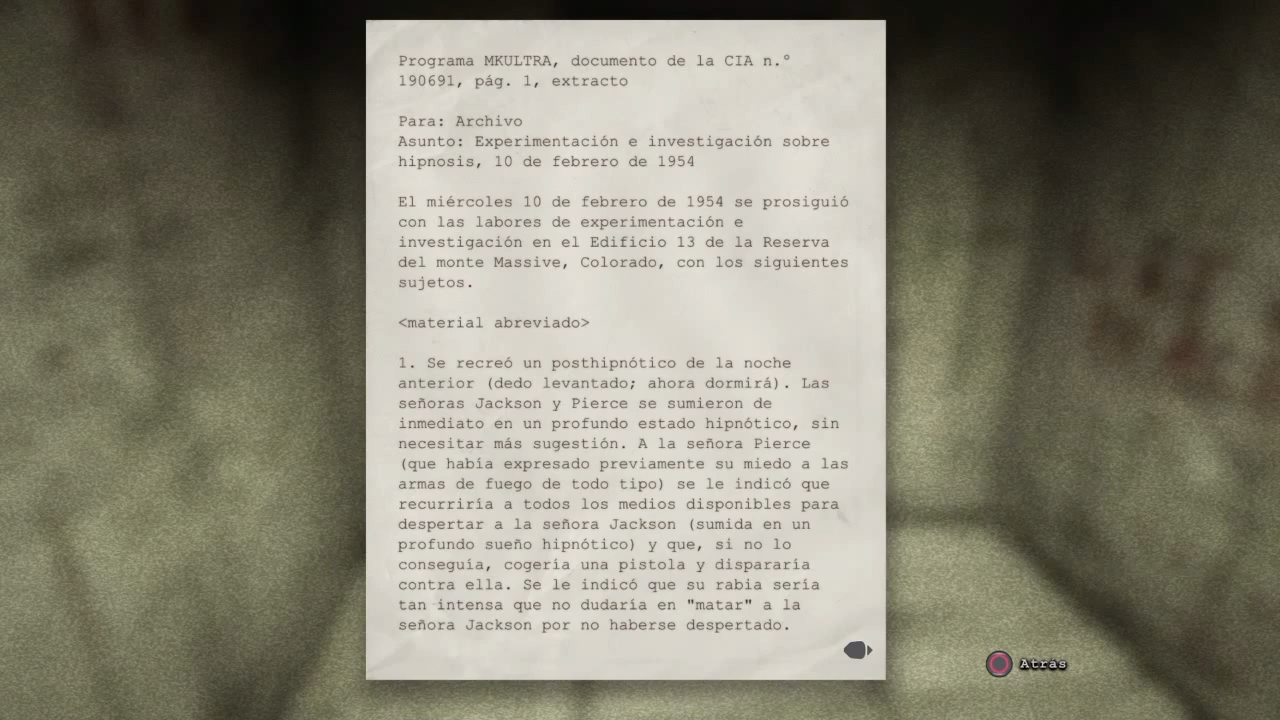 Programa MKULTRA, documento de la CIA n.º
190691, pág. 1, extracto
Para: Archivo
Asunto: Experimentación e investigación sobre
hipnosis, 10 de febrero de 1954
El miércoles 10 de febrero de 1954 se prosiguió
con las labores de experimentación e
investigación en el Edificio 13 de la Reserva
del monte Massive, Colorado, con los siguientes
sujetos.
<material abreviado>
1. Se recreó un posthipnótico de la noche
anterior (dedo levantado; ahora dormirá). Las
señoras Jackson y Pierce se sumieron de
inmediato en un profundo estado hipnótico, sin
necesitar más sugestión. A la señora Pierce
(que había expresado previamente su miedo a las
armas de fuego de todo tipo) se le indicó que
recurriría a todos los medios disponibles para
despertar a la señora Jackson (sumida en un
profundo sueño hipnótico) y que, si no lo
conseguía, cogería una pistola y dispararía
contra ella. Se le indicó que su rabia sería
tan intensa que no dudaría en "matar" a la
señora Jackson por no haberse despertado.
Atrás